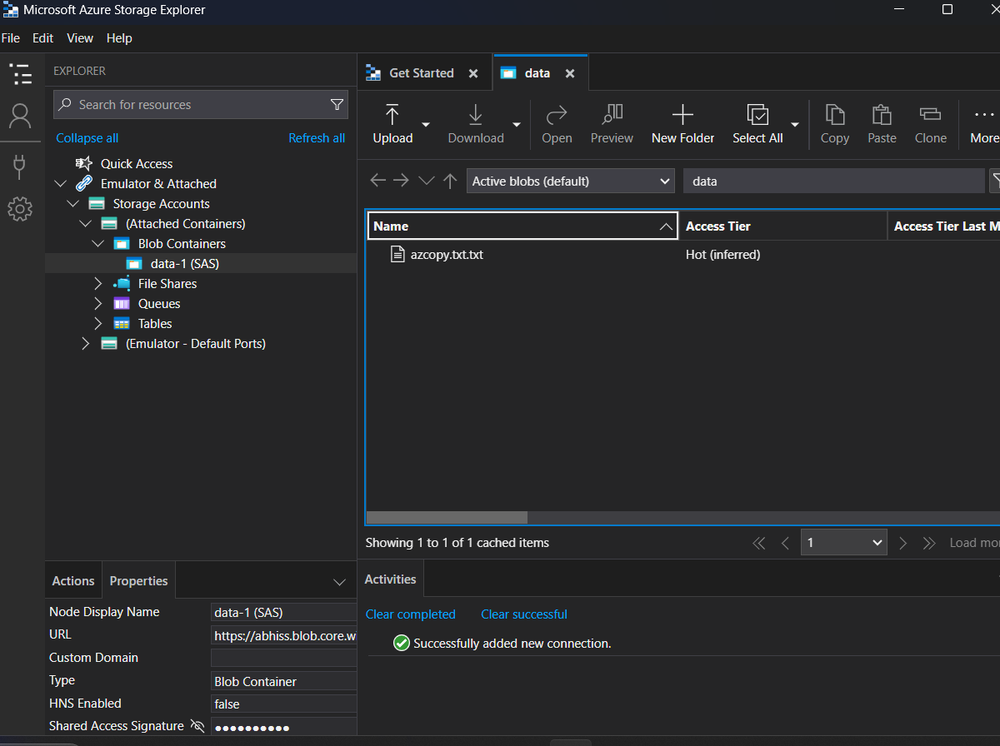 Microsoft Azure Storage Explorer
File Edit View Help
EXPLORER
Search for resources
Collapse all Refresh all
Quick Access
Emulator & Attached
Storage Accounts
(Attached Containers)
Blob Containers
data-1 (SAS)
File Shares
Queues
Tables
(Emulator - Default Ports)
Actions Properties
Node Display Name data-1 (SAS)
URL https://abhiss.blob.core.w
Custom Domain
Type Blob Container
HNS Enabled false
Shared Access Signature ●●●●●●●●●●
Get Started data
Upload Download Open Preview New Folder Select All Copy Paste Clone More
Active blobs (default) data
Name Access Tier Access Tier Last M
azcopy.txt.txt Hot (inferred)
Showing 1 to 1 of 1 cached items 1 Load mor
Activities
Clear completed Clear successful
Successfully added new connection.